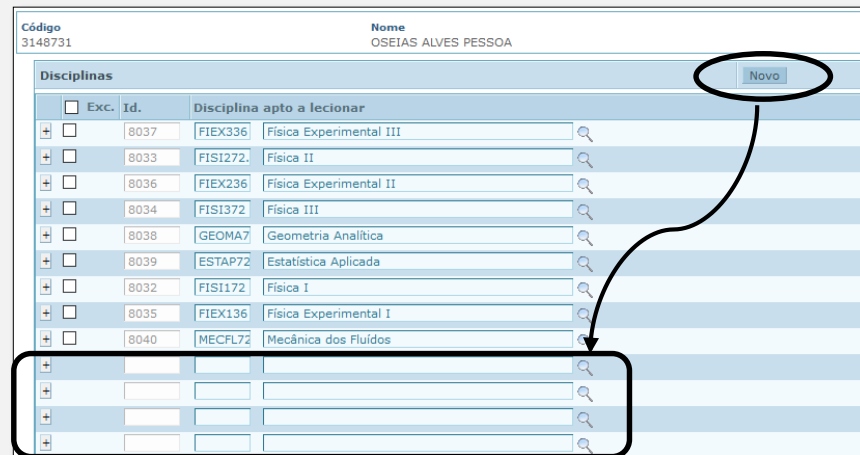 Código Nome
3148731 OSEIAS ALVES PESSOA
Disciplinas Novo
Exc. Id. Disciplina apto a lecionar
+ 8037 FIEX336 Física Experimental III
+ 8033 FISI272. Física II
+ 8036 FIEX236 Física Experimental II
+ 8034 FISI372 Física III
+ 8038 GEOMA7 Geometria Analítica
+ 8039 ESTAP72 Estatística Aplicada
+ 8032 FISI172 Física I
+ 8035 FIEX136 Física Experimental I
+ 8040 MECFL72 Mecânica dos Fluídos
+
+
+
+